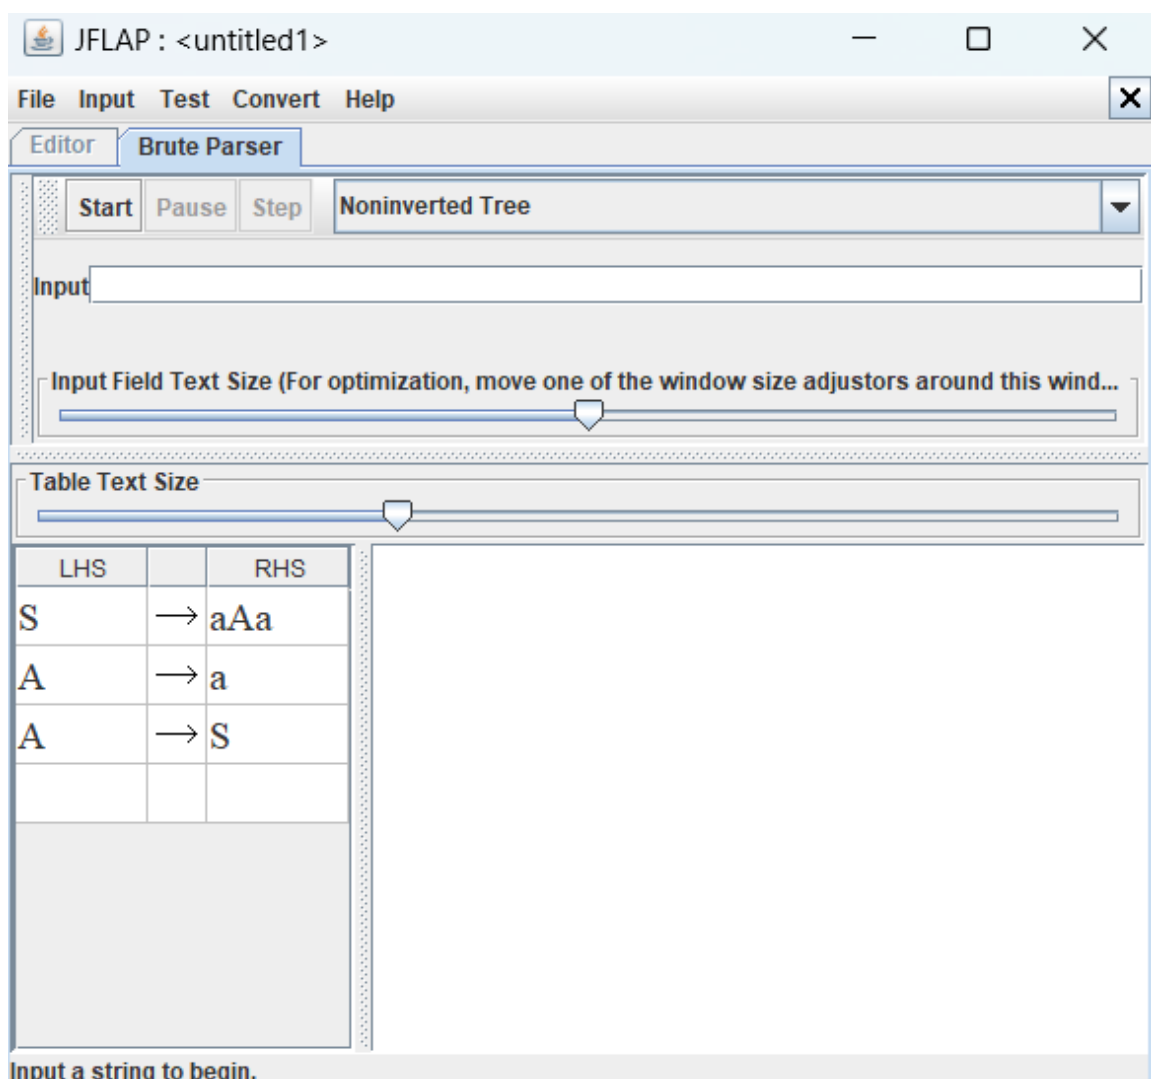 JFLAP : <untitled1>
File Input Test Convert Help
Editor Brute Parser
Start Pause Step Noninverted Tree
Input
Input Field Text Size (For optimization, move one of the window size adjustors around this wind...
Table Text Size
LHS RHS
S → aAa
A → a
A → S
Input a string to begin.